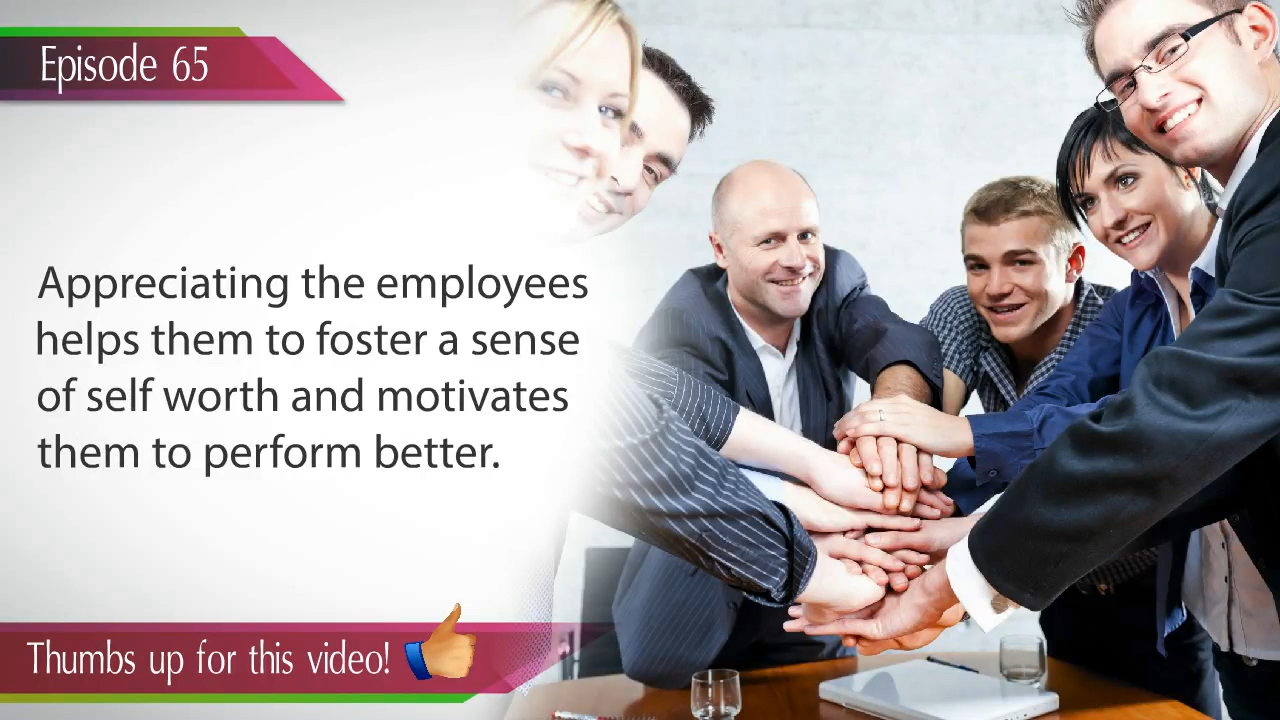 Episode 65
Appreciating the employees
helps them to foster a sense
of self worth and motivates
them to perform better.
Thumbs up for this video!